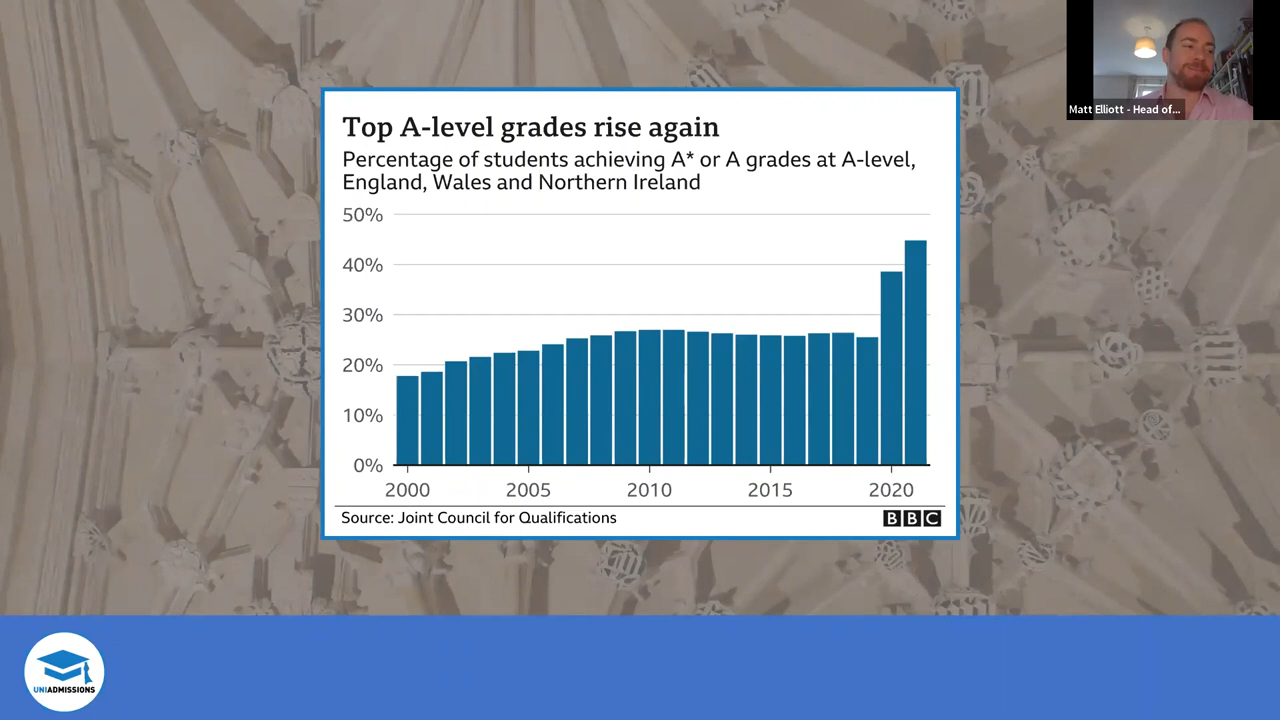 Top A-level grades rise again
Percentage of students achieving A* or A grades at A-level,
England, Wales and Northern Ireland
50%
40%
30%
20%
10%
0%
2000 2005 2010 2015 2020
Source: Joint Council for Qualifications
BBC
Matt Elliott - Head of...
UNIADMISSIONS